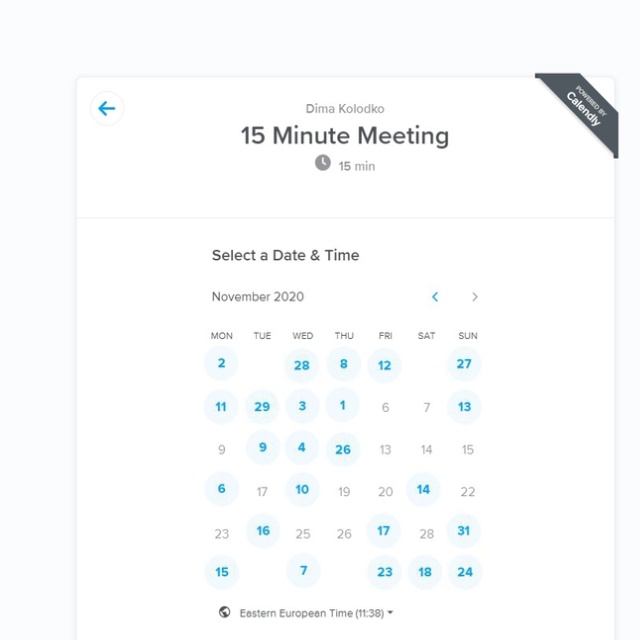 POWERED BY
Calendly
Dima Kolodko
15 Minute Meeting
15 min
Select a Date & Time
November 2020
MON TUE WED THU FRI SAT SUN
2 28 8 12 27
11 29 3 1 6 7 13
9 9 4 26 13 14 15
6 17 10 19 20 14 22
23 16 25 26 17 28 31
15 7 23 18 24
Eastern European Time (11:38)